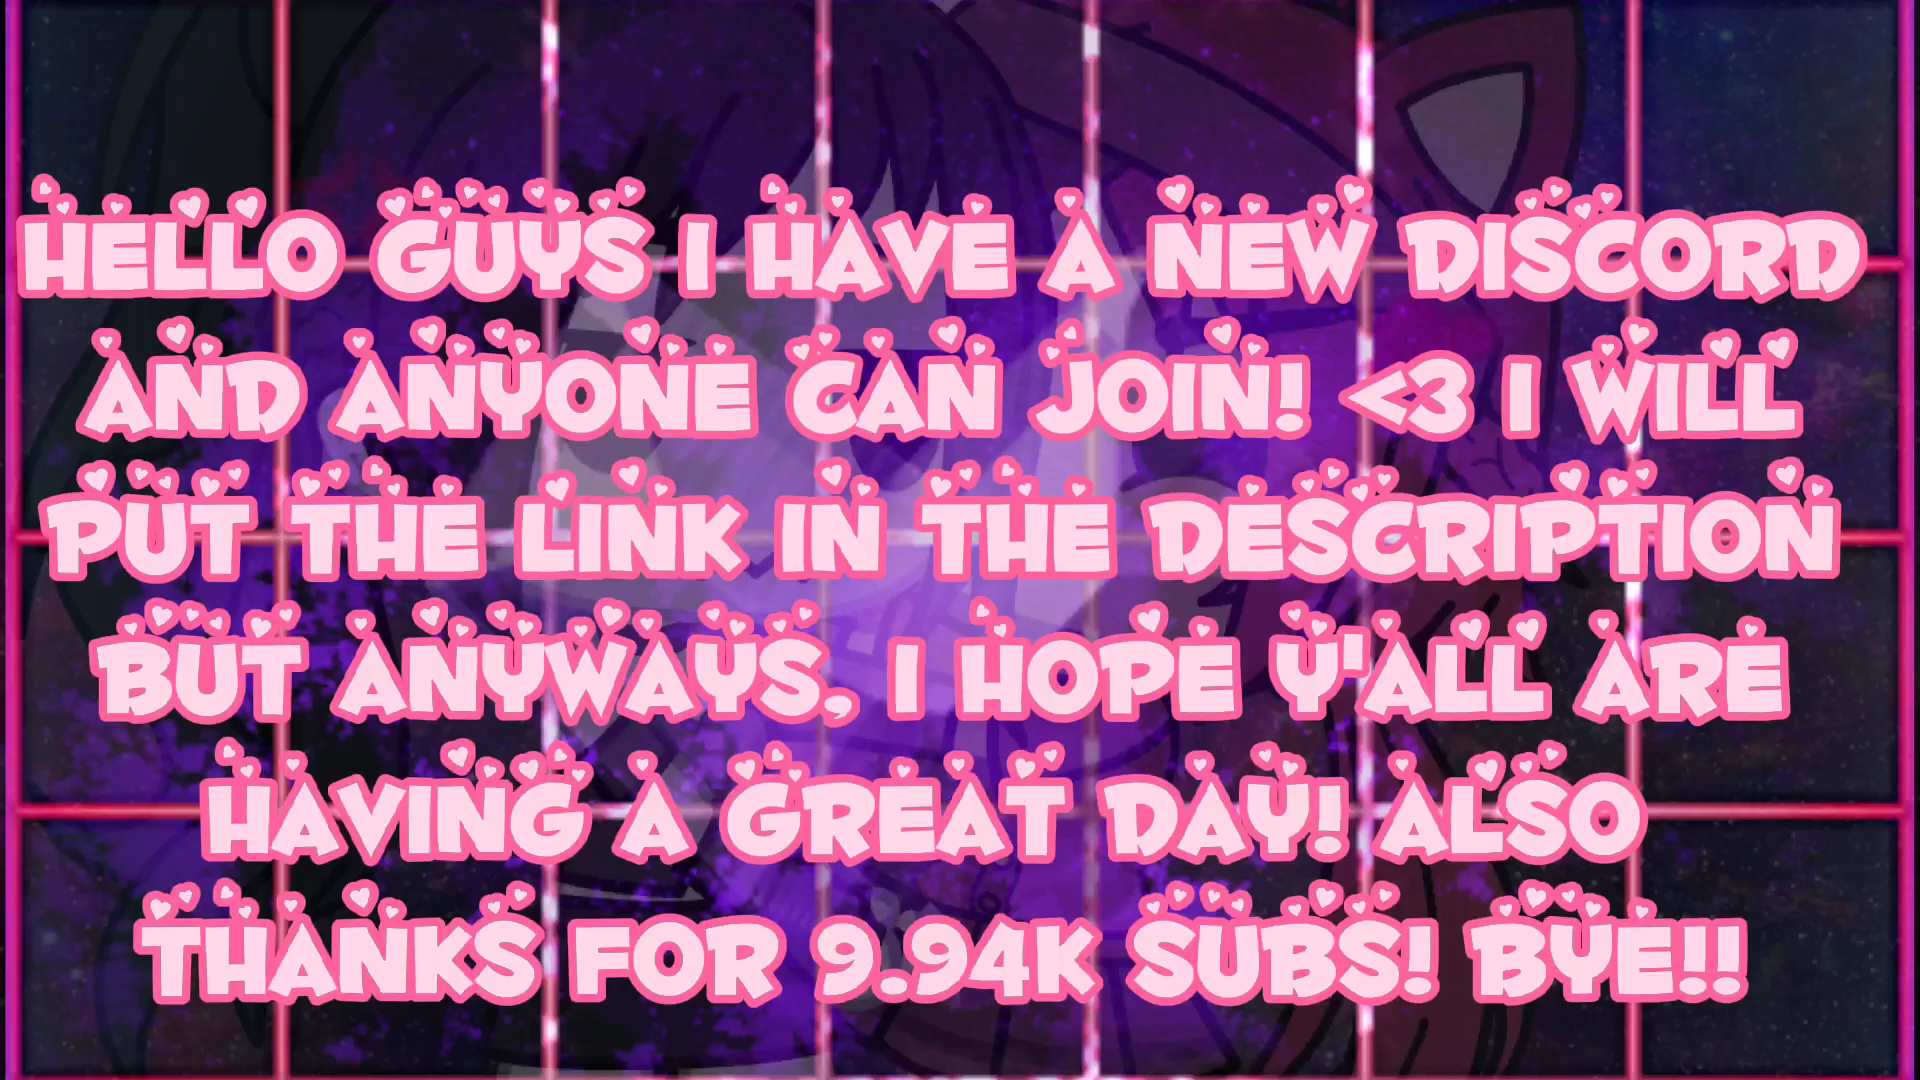 HELLO GUYS I HAVE A NEW DISCORD
AND ANYONE CAN JOIN! <3 I WILL
PUT THE LINK IN THE DESCRIPTION
BUT ANYWAYS, I HOPE Y'ALL ARE
HAVING A GREAT DAY! ALSO
THANKS FOR 9.94K SUBS! BYE!!